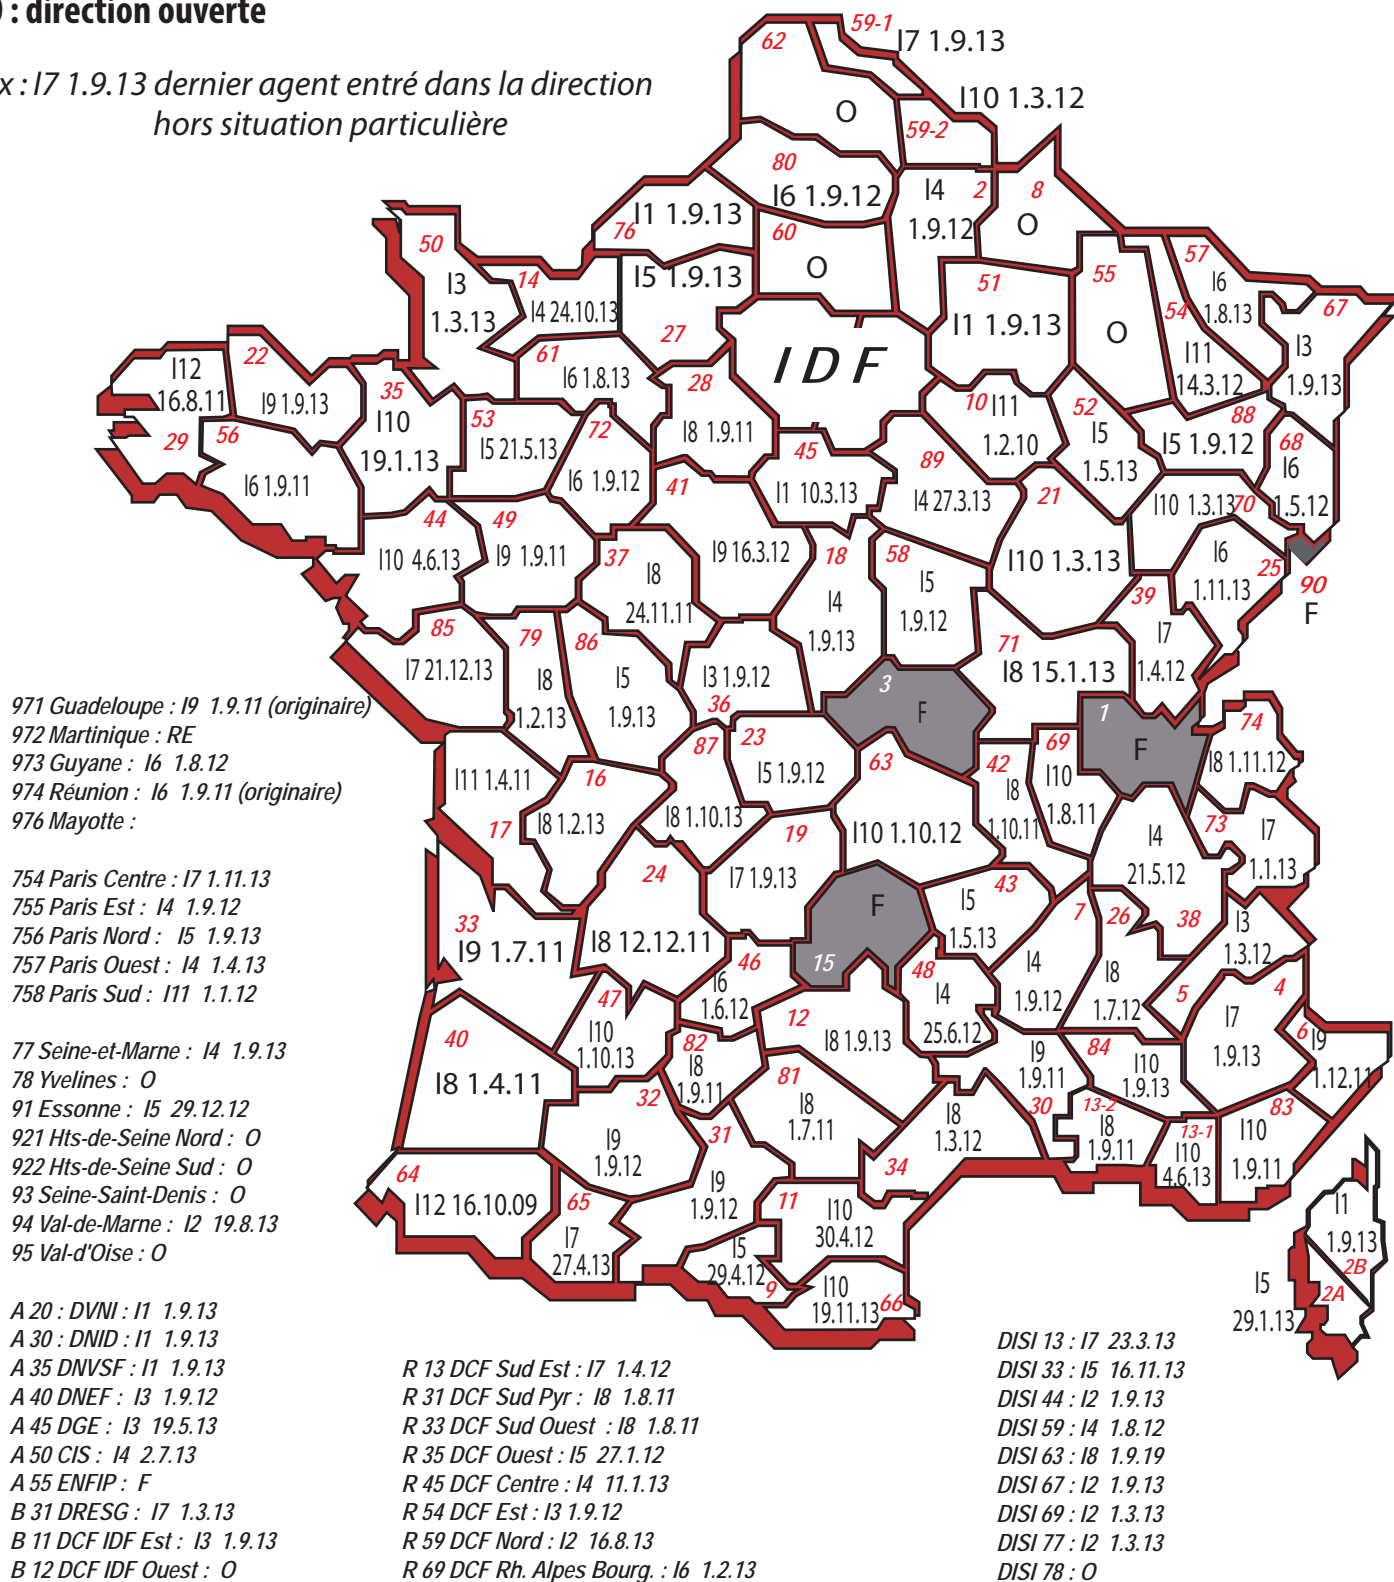 : direction ouverte
x : I7 1.9.13 dernier agent entré dans la direction
hors situation particulière
62
59-1
I7 1.9.13
O
59-2
I10 1.3.12
80
I6 1.9.12
I4
1.9.12
2
8
O
76
I1 1.9.13
60
O
50
I3
1.3.13
14
I4 24.10.13
I5 1.9.13
27
51
I1 1.9.13
55
O
57
I6
1.8.13
54
I11
14.3.12
67
I3
1.9.13
IDF
61
I6 1.8.13
28
I8 1.9.11
22
I9 1.9.13
I12
16.8.11
29
56
I6 1.9.11
35
I10
19.1.13
53
I5 21.5.13
72
I6 1.9.12
41
I9 16.3.12
45
I1 10.3.13
10
I11
1.2.10
52
I5
1.5.13
88
I5 1.9.12
68
I6
1.5.12
89
I4 27.3.13
21
I10 1.3.13
I10 1.3.13
70
I6
1.11.13
25
90
F
44
I10 4.6.13
49
I9 1.9.11
37
I8
24.11.11
18
I4
1.9.13
58
I5
1.9.12
39
I7
1.4.12
85
I7 21.12.13
79
I8
1.2.13
86
I5
1.9.13
I3 1.9.12
36
71
I8 15.1.13
3
F
1
F
74
I8 1.11.12
87
I8 1.10.13
23
I5 1.9.12
63
I10 1.10.12
42
I8
1.10.11
69
I10
1.8.11
I11 1.4.11
17
16
I8 1.2.13
73
I7
1.1.13
I4
21.5.12
38
24
I8 12.12.11
19
I7 1.9.13
F
15
43
I5
1.5.13
33
I9 1.7.11
46
I6
1.6.12
7
I4
1.9.12
26
I8
1.7.12
I3
1.3.12
5
48
I4
25.6.12
47
I10
1.10.13
12
I8 1.9.13
4
I7
1.9.13
6
I9
1.12.11
40
I8 1.4.11
82
I8
1.9.11
81
I8
1.7.11
I9
1.9.11
30
84
I10
1.9.13
32
I9
1.9.12
31
I9
1.9.12
I8
1.3.12
34
13-2
I8
1.9.11
13-1
I10
4.6.13
83
I10
1.9.11
64
I12 16.10.09
65
I7
27.4.13
11
I10
30.4.12
I5
29.4.12
9
I10
19.11.13
66
I1
1.9.13
2B
2A
I5
29.1.13
971 Guadeloupe : I9 1.9.11 (originaire)
972 Martinique : RE
973 Guyane : I6 1.8.12
974 Réunion : I6 1.9.11 (originaire)
976 Mayotte :
754 Paris Centre : I7 1.11.13
755 Paris Est : I4 1.9.12
756 Paris Nord : I5 1.9.13
757 Paris Ouest : I4 1.4.13
758 Paris Sud : I11 1.1.12
77 Seine-et-Marne : I4 1.9.13
78 Yvelines : O
91 Essonne : I5 29.12.12
921 Hts-de-Seine Nord : O
922 Hts-de-Seine Sud : O
93 Seine-Saint-Denis : O
94 Val-de-Marne : I2 19.8.13
95 Val-d'Oise : O
A 20 : DVNI : I1 1.9.13
A 30 : DNID : I1 1.9.13
A 35 DNVSF : I1 1.9.13
A 40 DNEF : I3 1.9.12
A 45 DGE : I3 19.5.13
A 50 CIS : I4 2.7.13
A 55 ENFIP : F
B 31 DRESG : I7 1.3.13
B 11 DCF IDF Est : I3 1.9.13
B 12 DCF IDF Ouest : O
R 13 DCF Sud Est : I7 1.4.12
R 31 DCF Sud Pyr : I8 1.8.11
R 33 DCF Sud Ouest : I8 1.8.11
R 35 DCF Ouest : I5 27.1.12
R 45 DCF Centre : I4 11.1.13
R 54 DCF Est : I3 1.9.12
R 59 DCF Nord : I2 16.8.13
R 69 DCF Rh. Alpes Bourg. : I6 1.2.13
DISI 13 : I7 23.3.13
DISI 33 : I5 16.11.13
DISI 44 : I2 1.9.13
DISI 59 : I4 1.8.12
DISI 63 : I8 1.9.19
DISI 67 : I2 1.9.13
DISI 69 : I2 1.3.13
DISI 77 : I2 1.3.13
DISI 78 : O